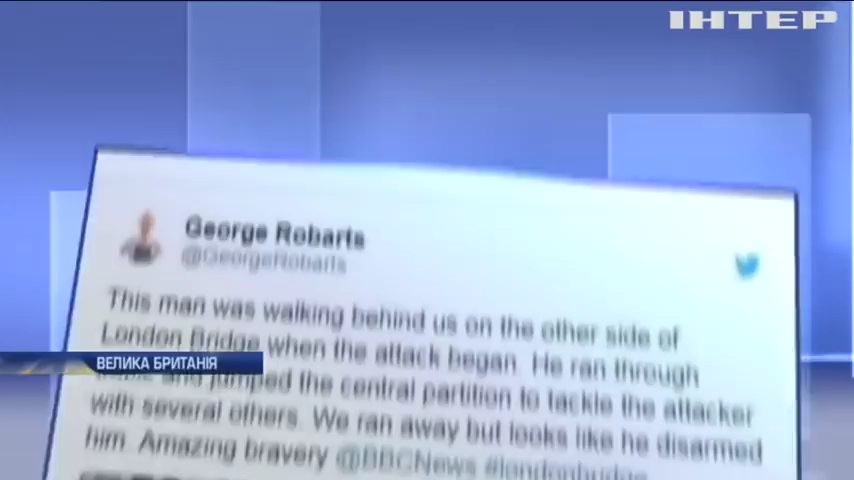 ІНТЕР
George Robarts
@GeorgeRobarts
This man was walking behind us on the other side of
London Bridge when the attack began. He ran through
and jumped the central partition to tackle the attacker
with several others. We ran away but looks like he disarmed
him. Amazing bravery @BBCNews #londonbridge
ВЕЛИКА БРИТАНІЯ